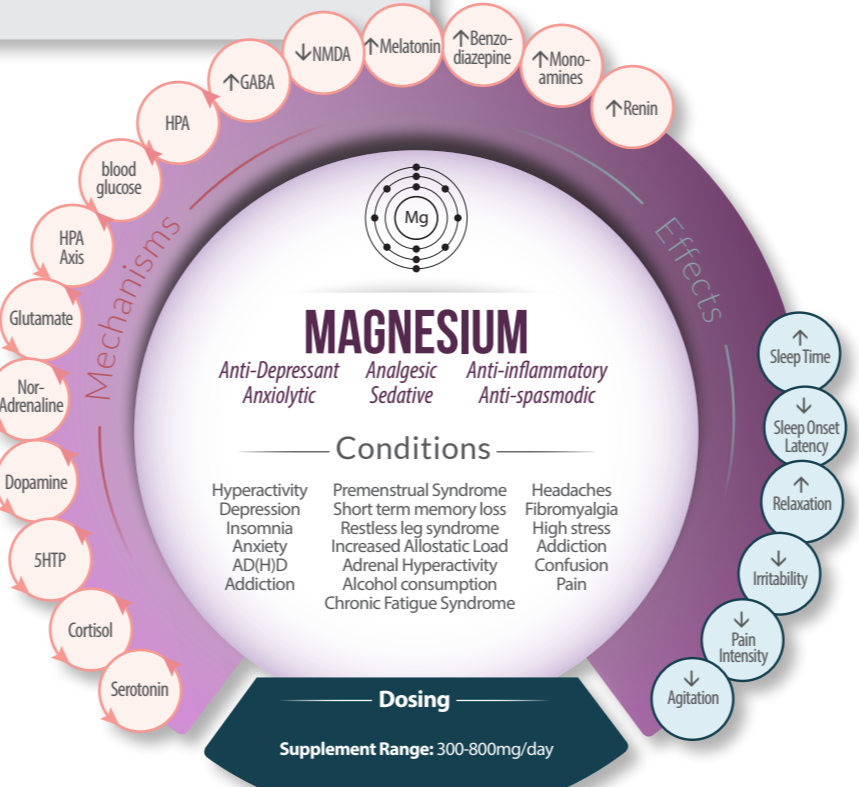 ↓NMDA
↑Melatonin
↑Benzo-
diazepine
↑Mono-
amines
↑Renin
↑GABA
HPA
blood
glucose
HPA
Axis
Glutamate
Nor-
Adrenaline
Dopamine
5HTP
Cortisol
Serotonin
Mechanisms
Effects
Mg
MAGNESIUM
Anti-Depressant Analgesic Anti-inflammatory
Anxiolytic Sedative Anti-spasmodic
Conditions
Hyperactivity Premenstrual Syndrome Headaches
Depression Short term memory loss Fibromyalgia
Insomnia Restless leg syndrome High stress
Anxiety Increased Allostatic Load Addiction
AD(H)D Adrenal Hyperactivity Confusion
Addiction Alcohol consumption Pain
Chronic Fatigue Syndrome
↑
Sleep Time
↓
Sleep Onset
Latency
↑
Relaxation
↓
Irritability
↓
Pain
Intensity
↓
Agitation
Dosing
Supplement Range: 300-800mg/day